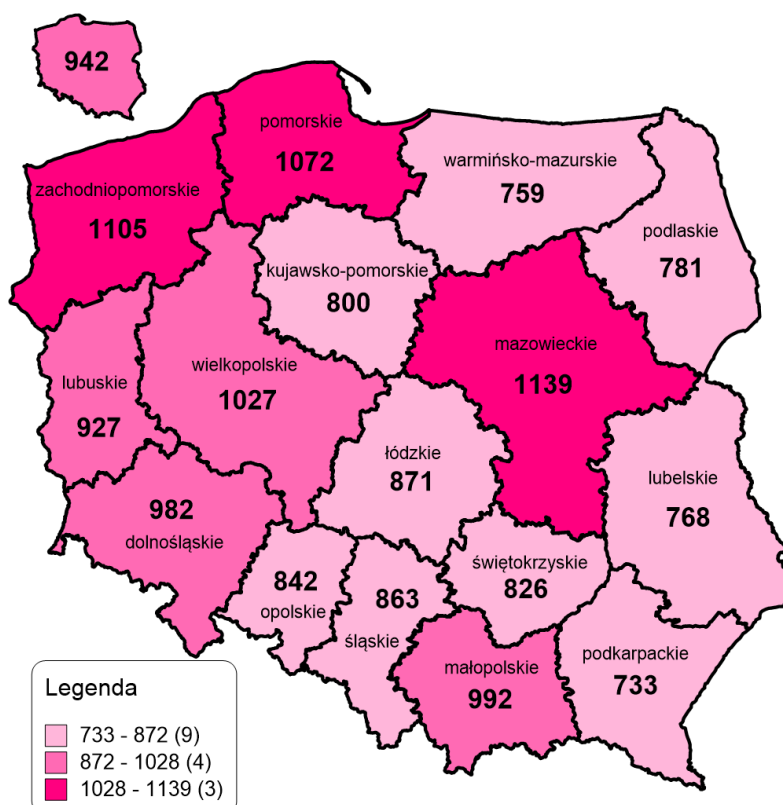 942
pomorskie
1072
warmińsko-mazurskie
759
zachodniopomorskie
1105
podlaskie
781
kujawsko-pomorskie
800
mazowieckie
1139
wielkopolskie
1027
lubuskie
927
łódzkie
871
lubelskie
768
982
dolnośląskie
842
opolskie
863
śląskie
świętokrzyskie
826
małopolskie
992
podkarpackie
733
Legenda
733 - 872 (9)
872 - 1028 (4)
1028 - 1139 (3)